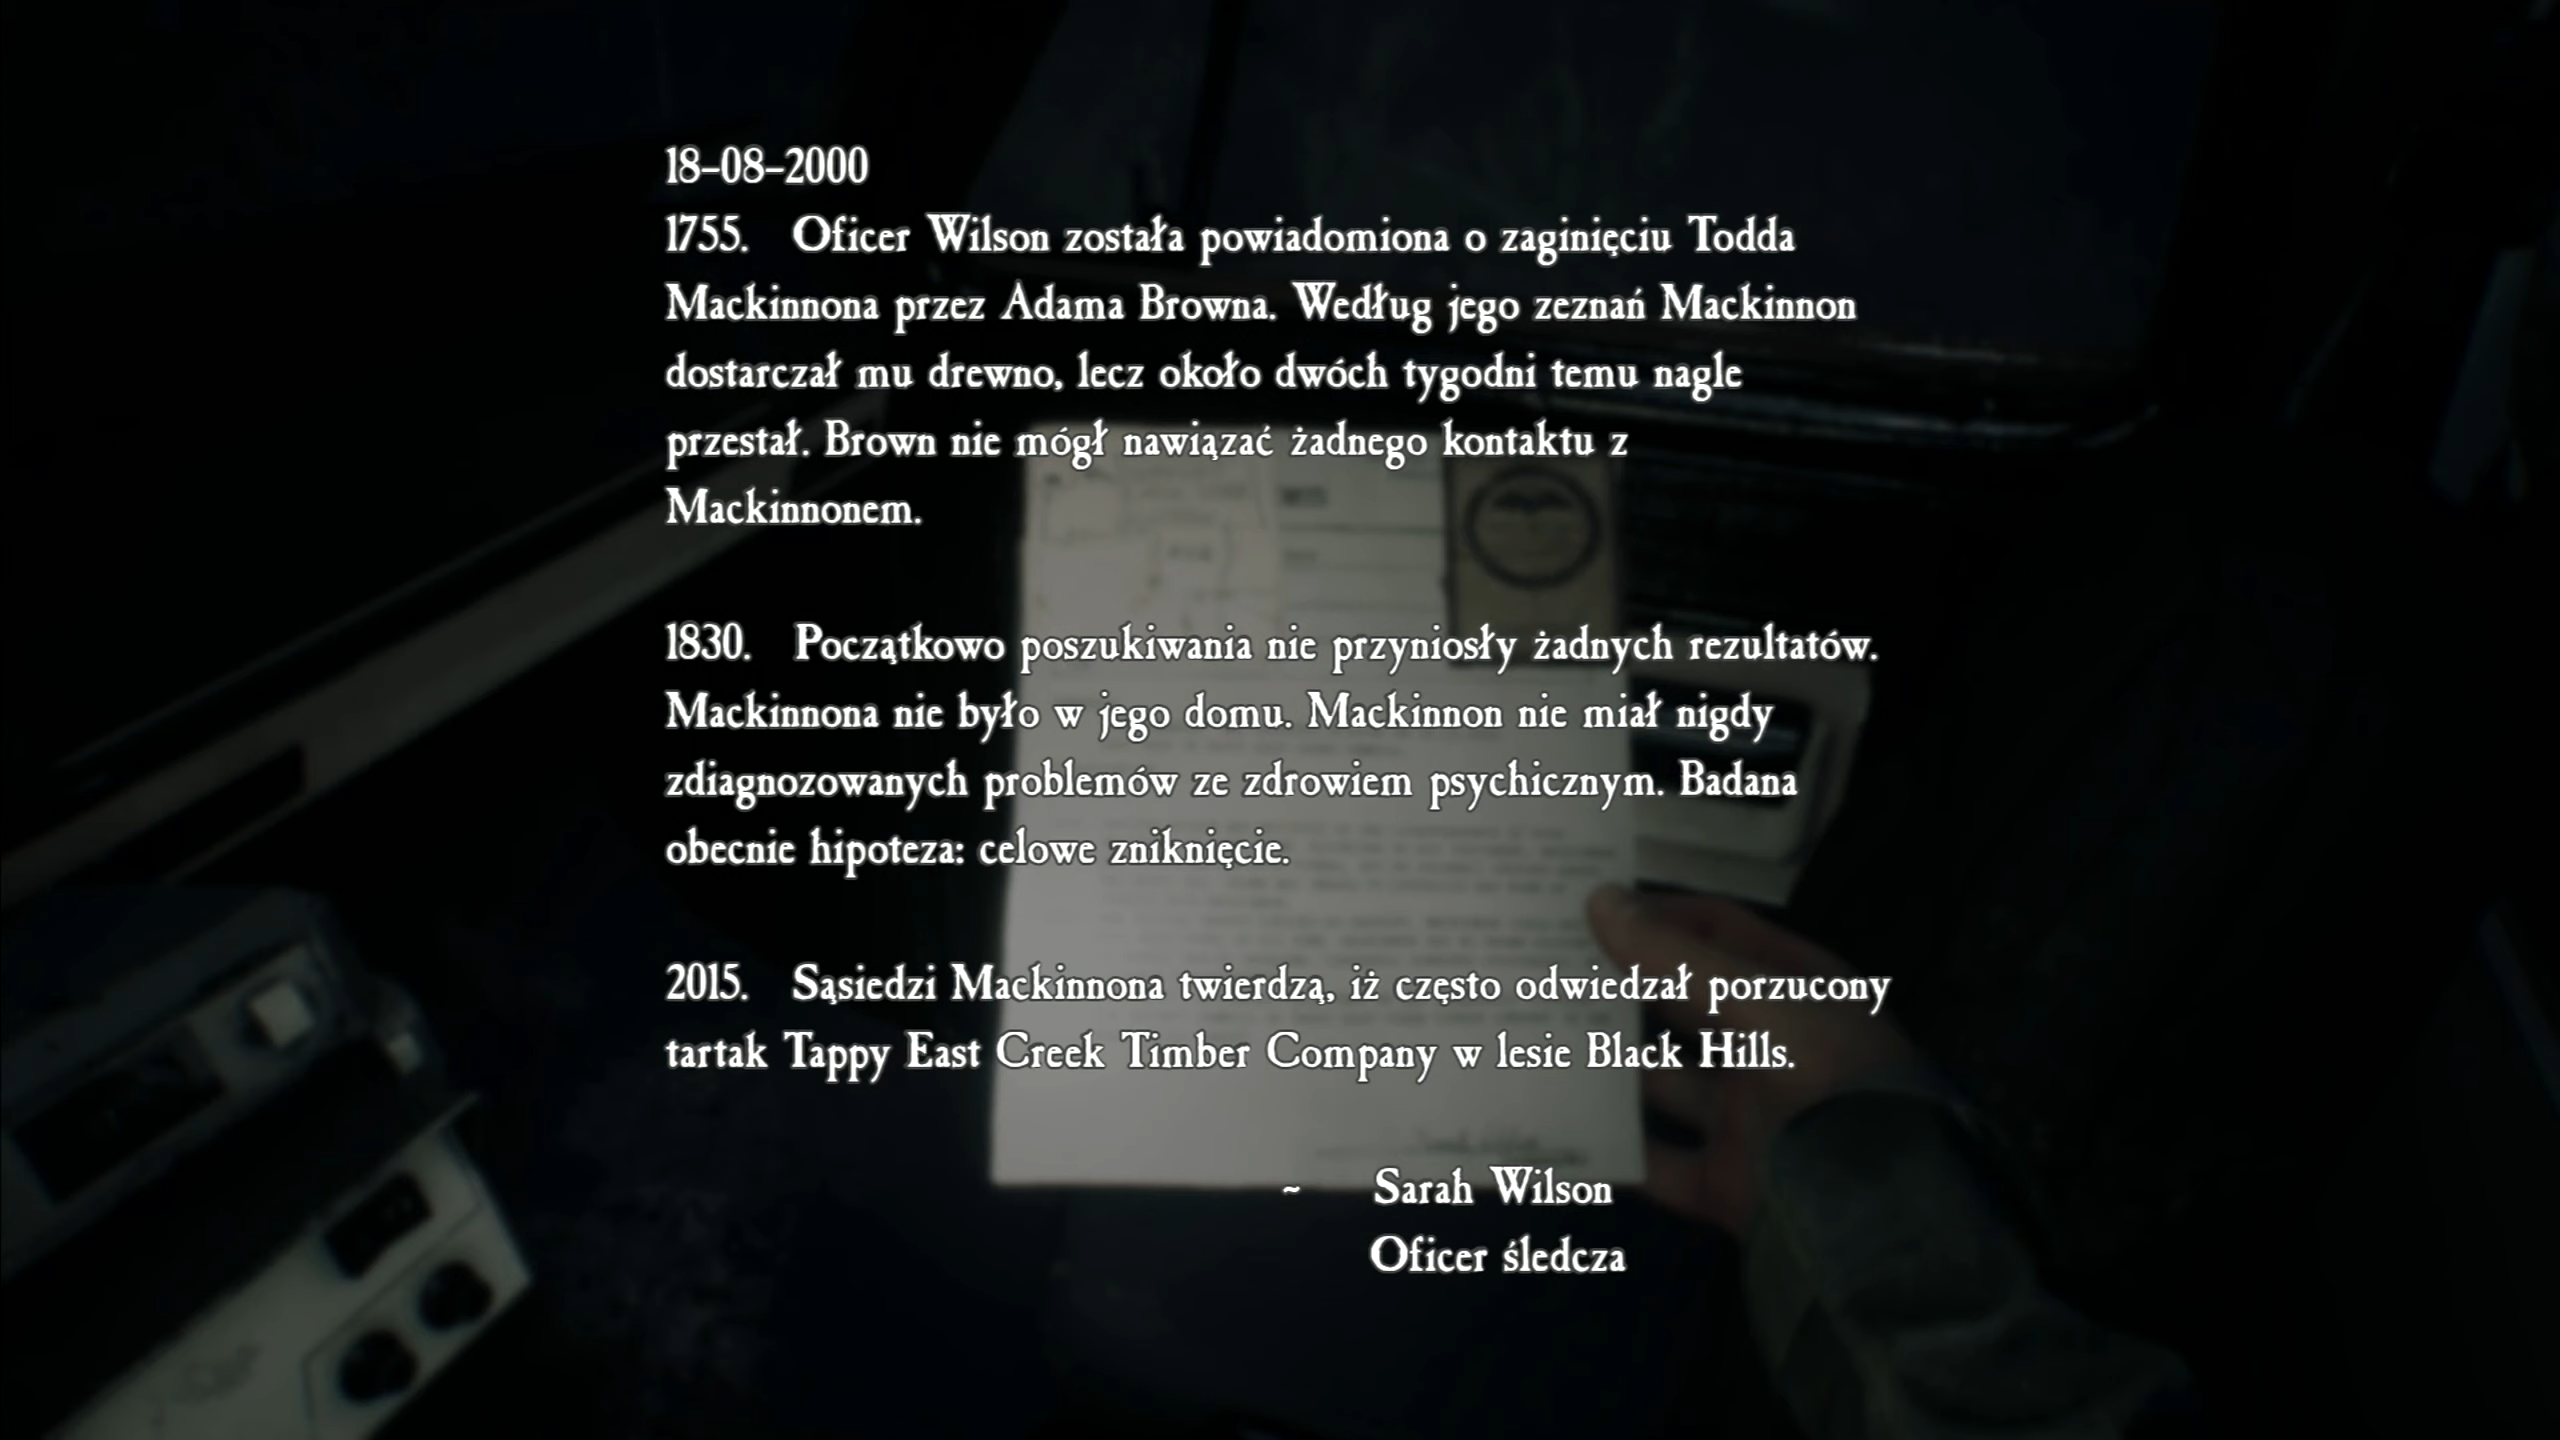 18-08-2000
1755. Oficer Wilson została powiadomiona o zaginięciu Todda
Mackinnona przez Adama Browna. Według jego zeznań Mackinnon
dostarczał mu drewno, lecz około dwóch tygodni temu nagle
przestał. Brown nie mógł nawiązać żadnego kontaktu z
Mackinnonem.
1830. Początkowo poszukiwania nie przyniosły żadnych rezultatów.
Mackinnona nie było w jego domu. Mackinnon nie miał nigdy
zdiagnozowanych problemów ze zdrowiem psychicznym. Badana
obecnie hipoteza: celowe zniknięcie.
2015. Sąsiedzi Mackinnona twierdzą, iż często odwiedzał porzucony
tartak Tappy East Creek Timber Company w lesie Black Hills.
~ Sarah Wilson
Oficer śledcza